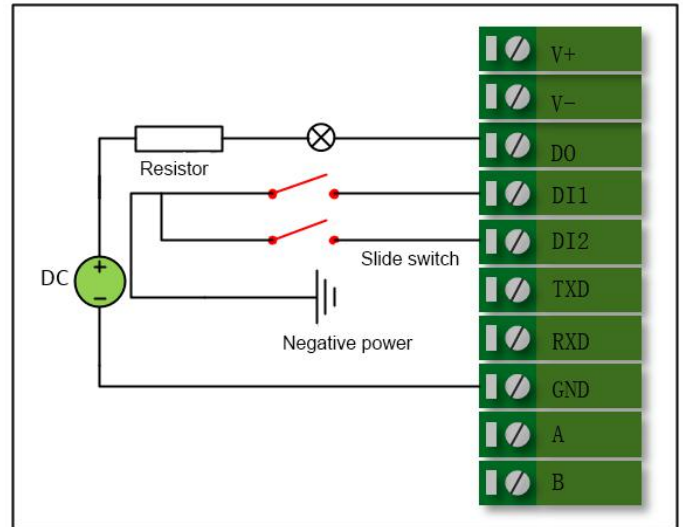 V+
V-
DO
Resistor
DI1
DI2
Slide switch
DC
+
−
TXD
Negative power
RXD
GND
A
B